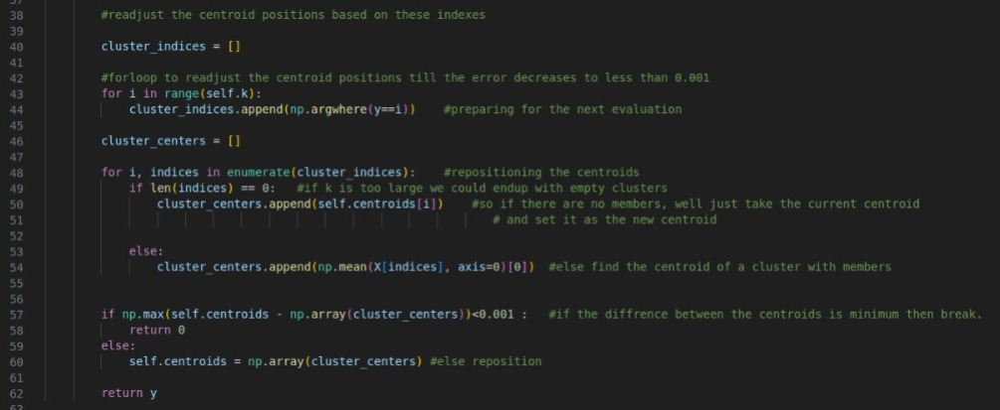 37
38 #readjust the centroid positions based on these indexes
39
40 cluster_indices = []
41
42 #forloop to readjust the centroid positions till the error decreases to less than 0.001
43 for i in range(self.k):
44 cluster_indices.append(np.argwhere(y==i)) #preparing for the next evaluation
45
46 cluster_centers = []
47
48 for i, indices in enumerate(cluster_indices): #repositioning the centroids
49 if len(indices) == 0: #if k is too large we could endup with empty clusters
50 cluster_centers.append(self.centroids[i]) #so if there are no members, well just take the current centroid
51 # and set it as the new centroid
52
53 else:
54 cluster_centers.append(np.mean(X[indices], axis=0)[0]) #else find the centroid of a cluster with members
55
56
57 if np.max(self.centroids - np.array(cluster_centers))<0.001 : #if the diffrence between the centroids is minimum then break.
58 return 0
59 else:
60 self.centroids = np.array(cluster_centers) #else reposition
61
62 return y
63